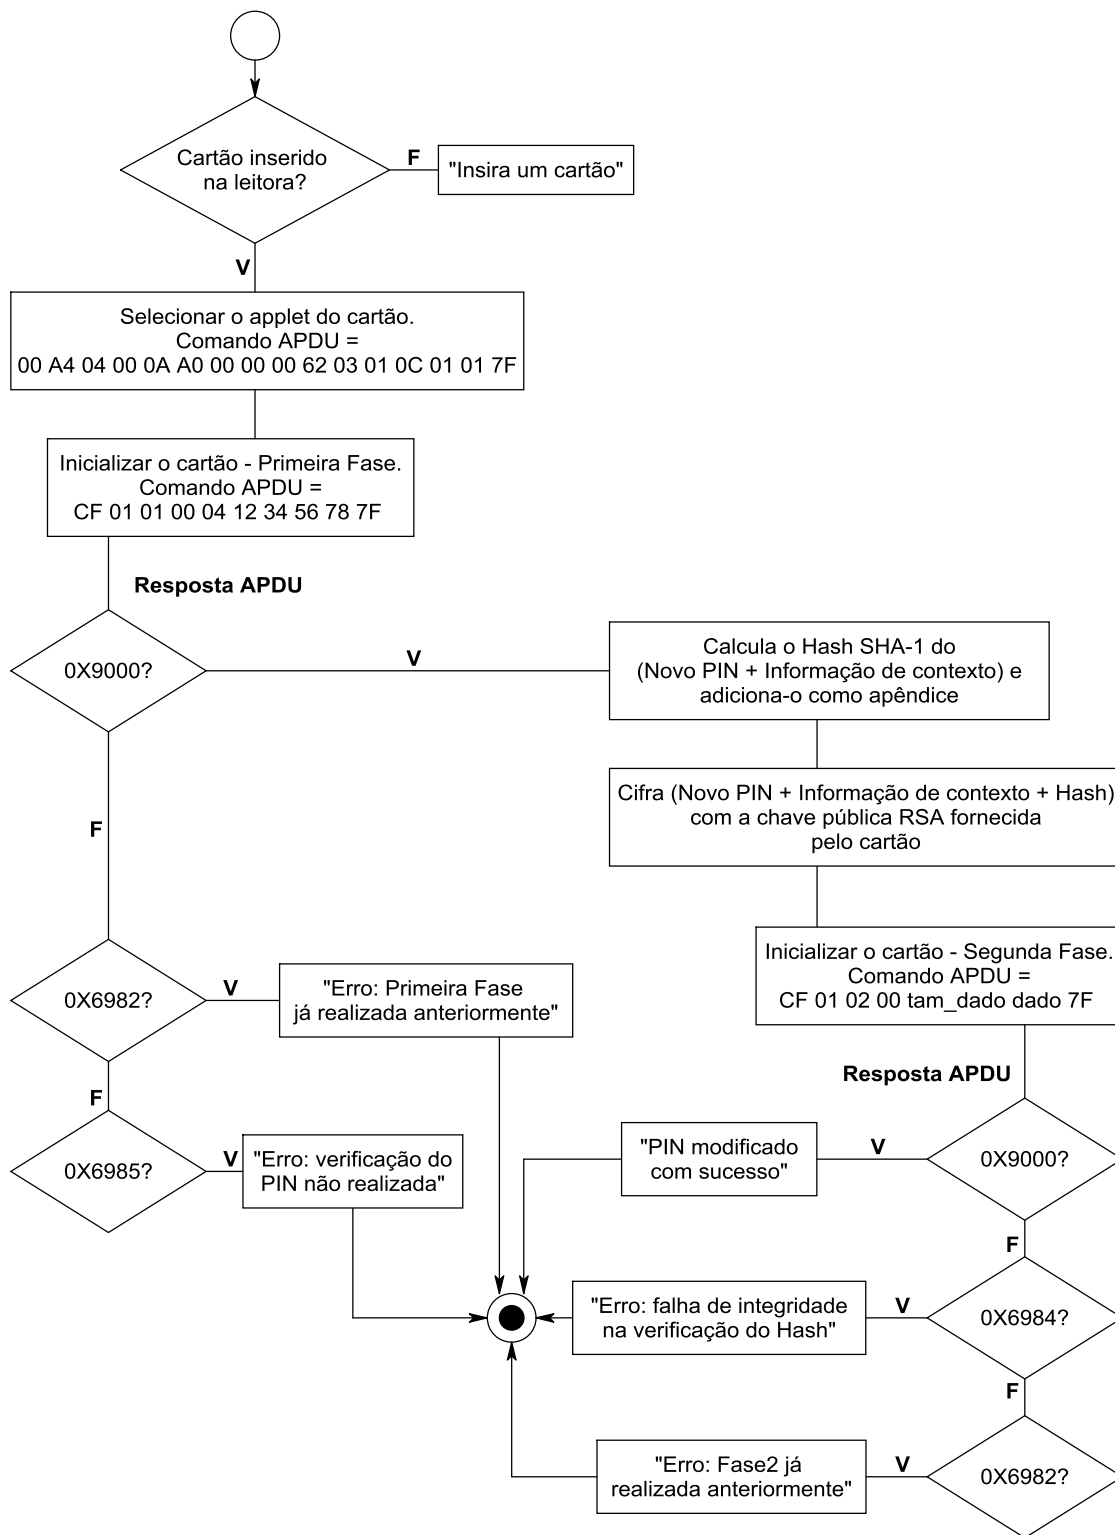 Cartão inserido
na leitora?
F
"Insira um cartão"
V
Selecionar o applet do cartão.
Comando APDU =
00 A4 04 00 0A A0 00 00 00 62 03 01 0C 01 01 7F
Inicializar o cartão - Primeira Fase.
Comando APDU =
CF 01 01 00 04 12 34 56 78 7F
Resposta APDU
0X9000?
V
Calcula o Hash SHA-1 do
(Novo PIN + Informação de contexto) e
adiciona-o como apêndice
Cifra (Novo PIN + Informação de contexto + Hash)
com a chave pública RSA fornecida
pelo cartão
F
Inicializar o cartão - Segunda Fase.
Comando APDU =
CF 01 02 00 tam_dado dado 7F
0X6982?
V
"Erro: Primeira Fase
já realizada anteriormente"
Resposta APDU
F
0X6985?
V
"Erro: verificação do
PIN não realizada"
"PIN modificado
com sucesso"
V
0X9000?
F
"Erro: falha de integridade
na verificação do Hash"
V
0X6984?
F
"Erro: Fase2 já
realizada anteriormente"
V
0X6982?